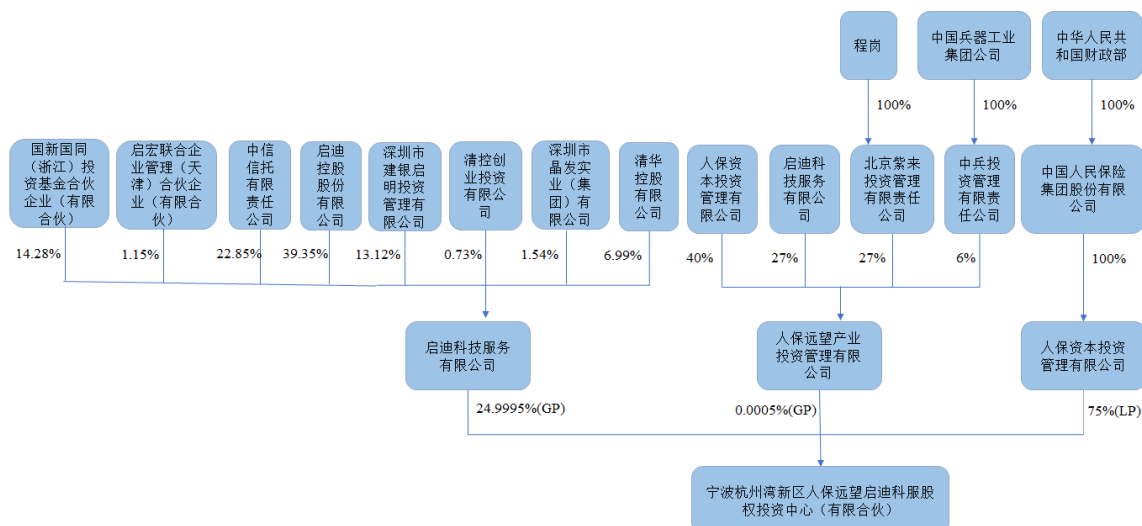 程岗
中国兵器工业
集团公司
中华人民共
和国财政部
100%
100%
100%
国新国同
（浙江）投
资基金合伙
企业（有限
合伙）
启宏联合企
业管理（天
津）合伙企
业（有限合
伙）
中信
信托
有限
责任
公司
启迪
控股
股份
有限
公司
深圳市
建银启
明投资
管理有
限公司
清控创
业投资
有限公
司
深圳市
晶发实
业（集
团）有
限公司
清华
控股
有限
公司
人保资
本投资
管理有
限公司
启迪科
技服务
有限公
司
北京紫来
投资管理
有限责任
公司
中兵投
资管理
有限责
任公司
中国人民保险
集团股份有限
公司
14.28%
1.15%
22.85%
39.35%
13.12%
0.73%
1.54%
6.99%
40%
27%
27%
6%
100%
启迪科技服务
有限公司
人保远望产业
投资管理有限
公司
人保资本投资
管理有限公司
24.9995%(GP)
0.0005%(GP)
75%(LP)
宁波杭州湾新区人保远望启迪科服股
权投资中心（有限合伙）